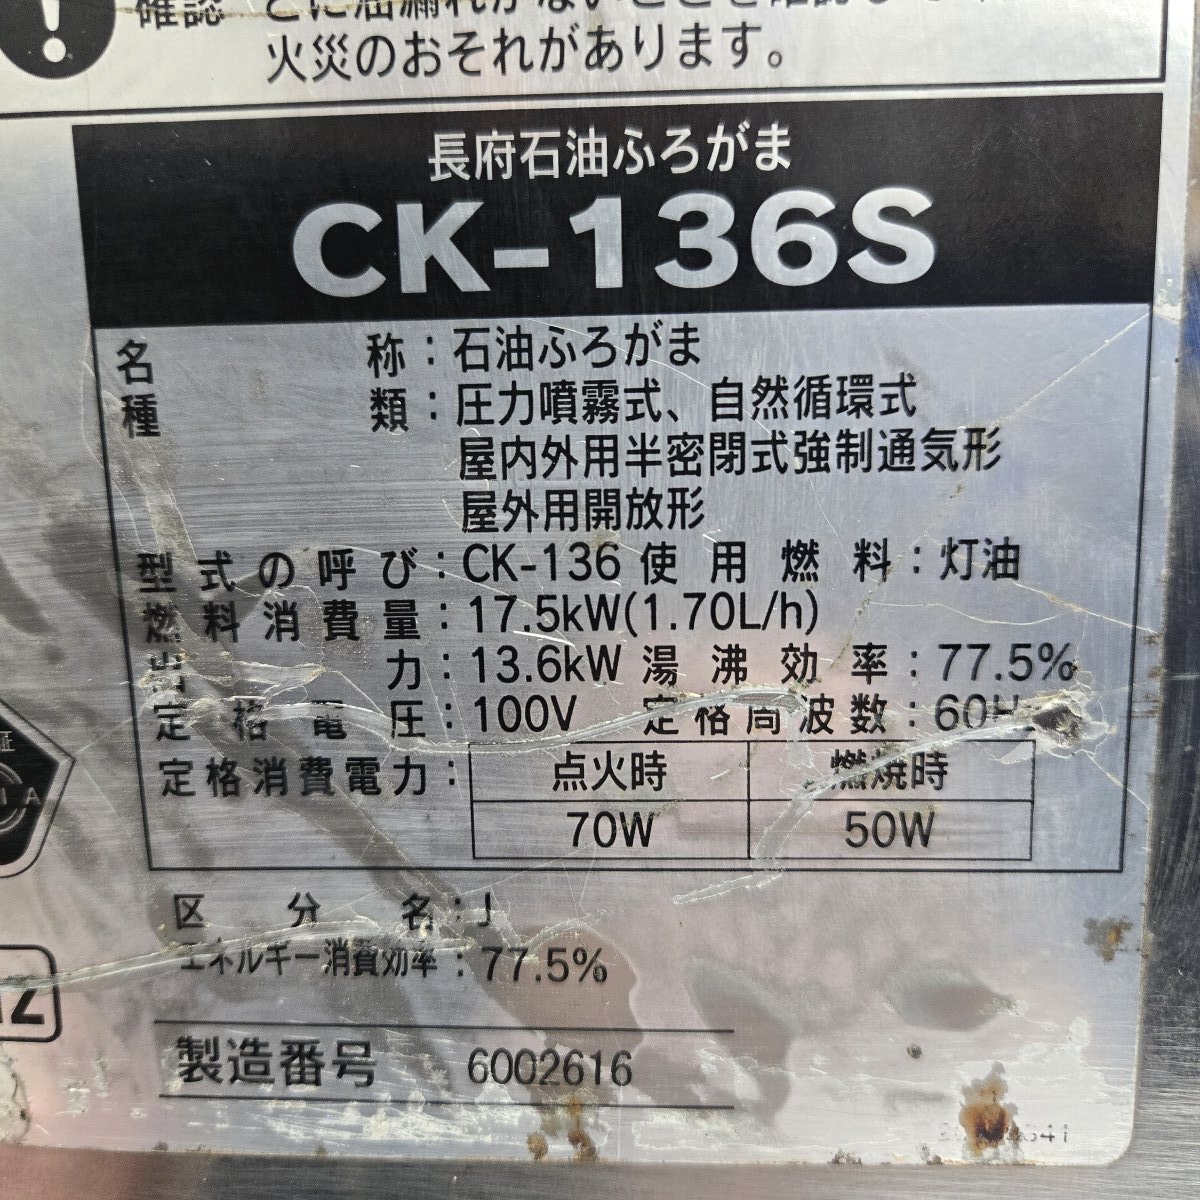 確認
火災のおそれがあります。
長府石油ふろがま
CK-136S
名称：石油ふろがま
種類：圧力噴霧式、自然循環式
屋内外用半密閉式強制通気形
屋外用開放形
型式の呼び：CK-136 使用燃料：灯油
燃料消費量：17.5kW(1.70L/h)
出力：13.6kW 湯沸効率：77.5%
定格電圧：100V 定格周波数：60Hz
定格消費電力：
点火時 燃焼時
70W 50W
区分名：J
エネルギー消費効率：77.5%
製造番号 6002616